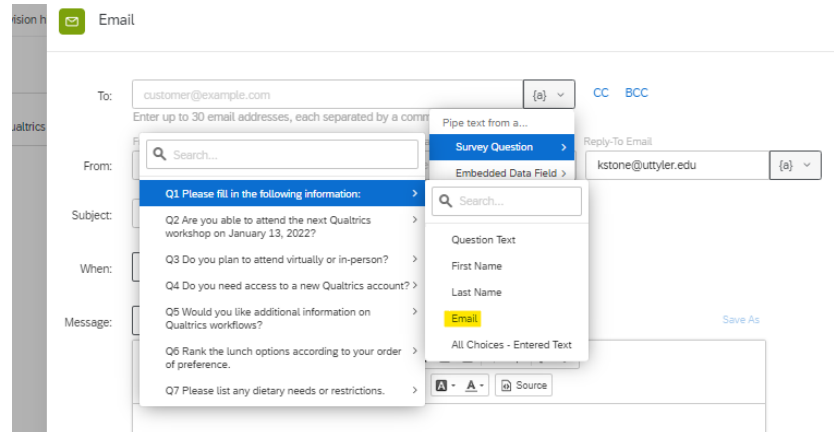 vision h
Email
To:
customer@example.com
{a}
CC BCC
Enter up to 30 email addresses, each separated by a comm
Pipe text from a...
ualtrics
Survey Question
Reply-To Email
Search...
From:
Embedded Data Field
kstone@uttyler.edu
{a}
Q1 Please fill in the following information:
Search...
Subject:
Q2 Are you able to attend the next Qualtrics
workshop on January 13, 2022?
Question Text
When:
Q3 Do you plan to attend virtually or in-person?
First Name
Q4 Do you need access to a new Qualtrics account?
Last Name
Message:
Q5 Would you like additional information on
Qualtrics workflows?
Email
Save As
Q6 Rank the lunch options according to your order
of preference.
All Choices - Entered Text
Q7 Please list any dietary needs or restrictions.
A A Source